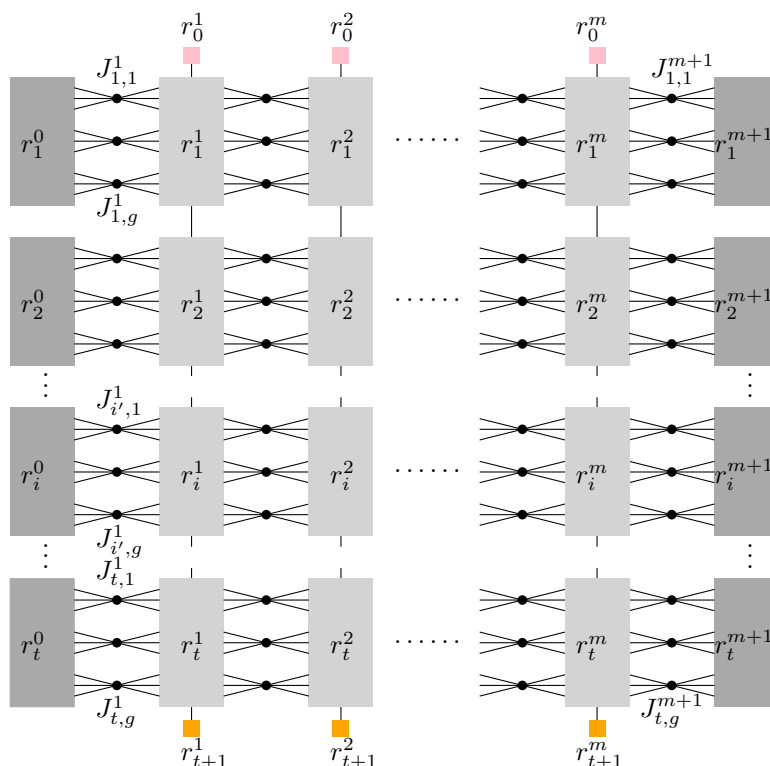 $r_0^1$ $r_0^2$ $r_0^m$
$J_{1,1}^1$ $J_{1,1}^{m+1}$
$r_1^0$ $r_1^1$ $r_1^2$ ...... $r_1^m$ $r_1^{m+1}$
$J_{1,g}^1$
$r_2^0$ $r_2^1$ $r_2^2$ ...... $r_2^m$ $r_2^{m+1}$
⋮ ⋮
$J_{i',1}^1$
$r_i^0$ $r_i^1$ $r_i^2$ ...... $r_i^m$ $r_i^{m+1}$
$J_{i',g}^1$
⋮ ⋮
$J_{t,1}^1$
$r_t^0$ $r_t^1$ $r_t^2$ ...... $r_t^m$ $r_t^{m+1}$
$J_{t,g}^1$ $J_{t,g}^{m+1}$
$r_{t+1}^1$ $r_{t+1}^2$ $r_{t+1}^m$